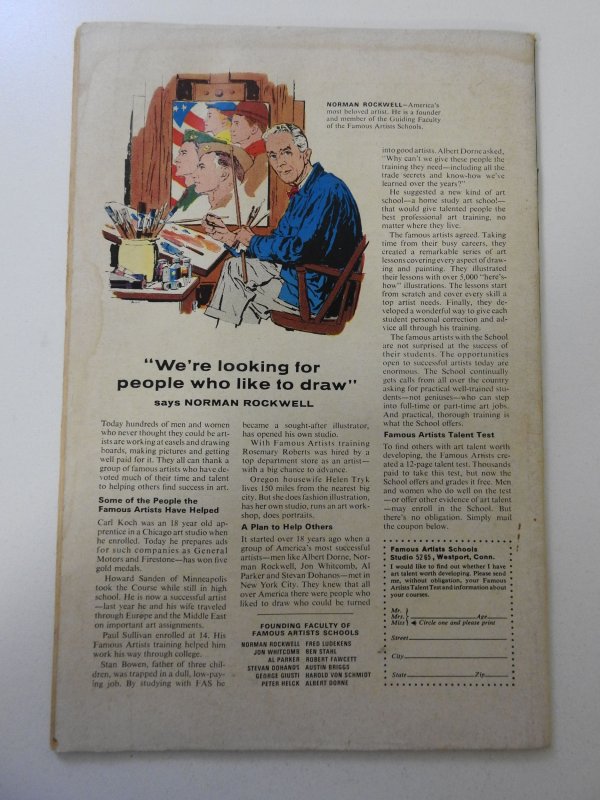 NORMAN ROCKWELL—America's
most beloved artist. He is a founder
and member of the Guiding Faculty
of the Famous Artists Schools.
"We're looking for
people who like to draw"
says NORMAN ROCKWELL
Today hundreds of men and women
who never thought they could be art-
ists are working at easels and drawing
boards, making pictures and getting
well paid for it. They all can thank a
group of famous artists who have de-
voted much of their time and talent
to helping others find success in art.
Some of the People the
Famous Artists Have Helped
Carl Koch was an 18 year old ap-
prentice in a Chicago art studio when
he enrolled. Today he prepares ads
for such companies as General
Motors and Firestone—has won five
gold medals.
Howard Sanden of Minneapolis
took the Course while still in high
school. He is now a successful artist
—last year he and his wife traveled
through Europe and the Middle East
on important art assignments.
Paul Sullivan enrolled at 14. His
Famous Artists training helped him
work his way through college.
Stan Bowen, father of three chil-
dren, was trapped in a dull, low-pay-
ing job. By studying with FAS he
became a sought-after illustrator,
has opened his own studio.
With Famous Artists training
Rosemary Roberts was hired by a
top department store as an artist—
with a big chance to advance.
Oregon housewife Helen Tryk
lives 150 miles from the nearest big
city. But she does fashion illustration,
has her own studio, runs an art work-
shop, does portraits.
A Plan to Help Others
It started over 18 years ago when a
group of America's most successful
artists—men like Albert Dorne, Nor-
man Rockwell, Jon Whitcomb, Al
Parker and Stevan Dohanos—met in
New York City. They knew that all
over America there were people who
liked to draw who could be turned
FOUNDING FACULTY OF
FAMOUS ARTISTS SCHOOLS
NORMAN ROCKWELL FRED LUDEKENS
JON WHITCOMB BEN STAHL
AL PARKER ROBERT FAWCETT
STEVAN DOHANOS AUSTIN BRIGGS
GEORGE GIUSTI HAROLD VON SCHMIDT
PETER HELCK ALBERT DORNE
into good artists. Albert Dorne asked,
"Why can't we give these people the
training they need—including all the
trade secrets and know-how we've
learned over the years?"
He suggested a new kind of art
school—a home study art school—
that would give talented people the
best professional art training, no
matter where they live.
The famous artists agreed. Taking
time from their busy careers, they
created a remarkable series of art
lessons covering every aspect of draw-
ing and painting. They illustrated
their lessons with over 5,000 "here's-
how" illustrations. The lessons start
from scratch and cover every skill a
top artist needs. Finally, they de-
veloped a wonderful way to give each
student personal correction and ad-
vice all through his training.
The famous artists with the School
are not surprised at the success of
their students. The opportunities
open to successful artists today are
enormous. The School continually
gets calls from all over the country
asking for practical well-trained stu-
dents—not geniuses—who can step
into full-time or part-time art jobs.
And practical, thorough training is
what the School offers.
Famous Artists Talent Test
To find others with art talent worth
developing, the Famous Artists cre-
ated a 12-page talent test. Thousands
paid to take this test, but now the
School offers and grades it free. Men
and women who do well on the test
—or offer other evidence of art talent
—may enroll in the School. But
there's no obligation. Simply mail
the coupon below.
Famous Artists Schools
Studio 5265, Westport, Conn.
I would like to find out whether I have
art talent worth developing. Please send
me, without obligation, your Famous
Artists Talent Test and information about
your courses.
Mr.
Mrs. Age
Miss Circle one and please print
Street
City
State Zip